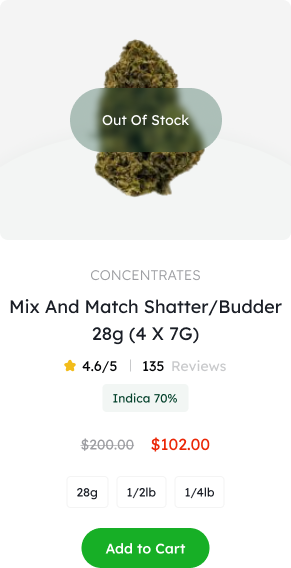 Out Of Stock
CONCENTRATES
Mix And Match Shatter/Budder
28g (4 X 7G)
4.6/5 135 Reviews
Indica 70%
$200.00 $102.00
28g 1/2lb 1/4lb
Add to Cart